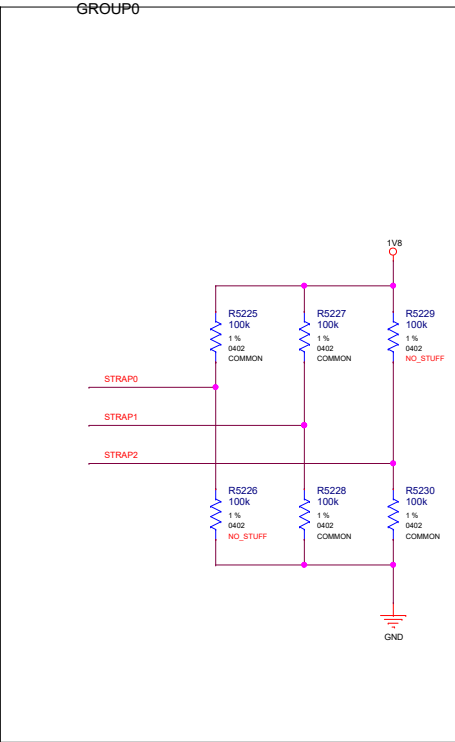 GROUP0
1V8
R5225
100k
1 %
0402
COMMON
R5227
100k
1 %
0402
COMMON
R5229
100k
1 %
0402
NO_STUFF
STRAP0
STRAP1
STRAP2
R5226
100k
1 %
0402
NO_STUFF
R5228
100k
1 %
0402
COMMON
R5230
100k
1 %
0402
COMMON
GND